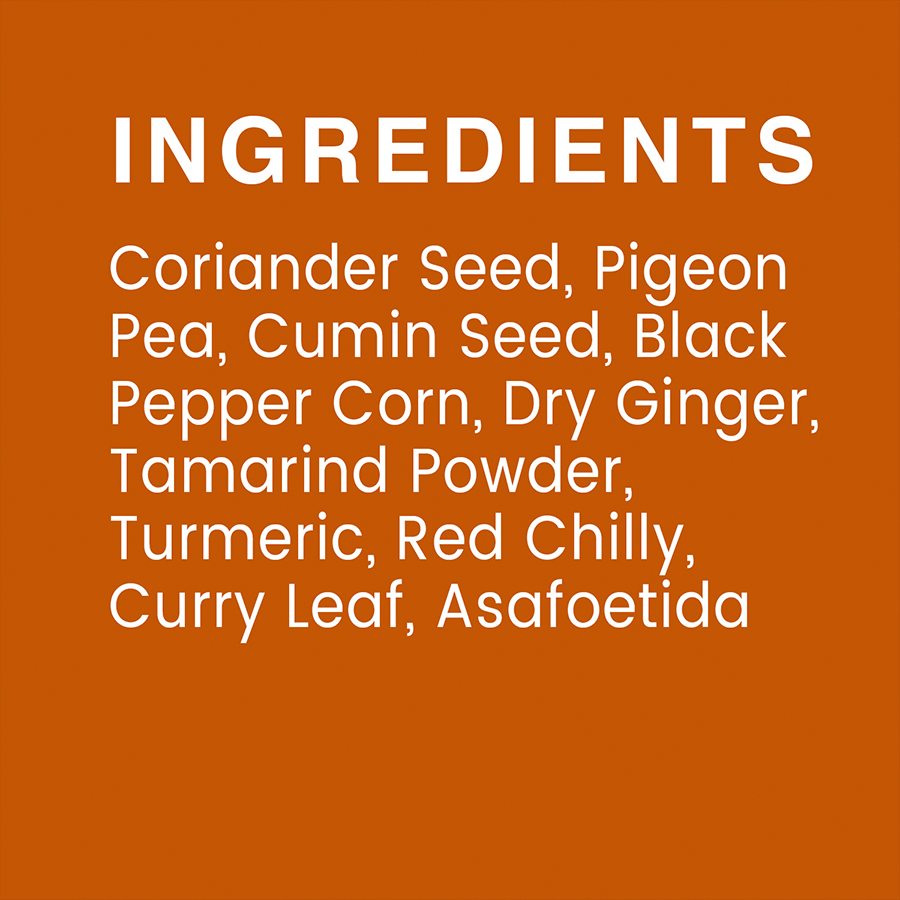 INGREDIENTS
Coriander Seed, Pigeon
Pea, Cumin Seed, Black
Pepper Corn, Dry Ginger,
Tamarind Powder,
Turmeric, Red Chilly,
Curry Leaf, Asafoetida